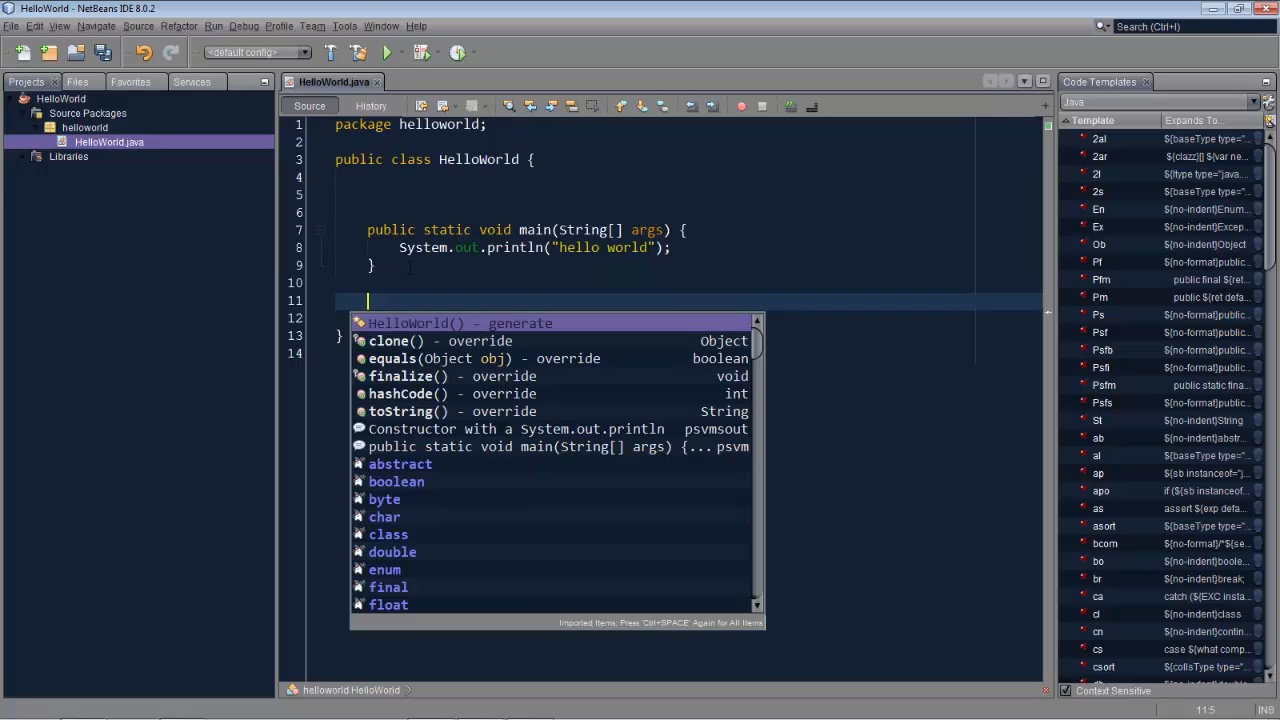 HelloWorld - NetBeans IDE 8.0.2
File Edit View Navigate Source Refactor Run Debug Profile Team Tools Window Help
Search (Ctrl+I)
<default config>
Projects Files Favorites Services
HelloWorld
Source Packages
helloworld
HelloWorld.java
Libraries
HelloWorld.java
Source History
1 package helloworld;
2
3 public class HelloWorld {
4
5
6
7 public static void main(String[] args) {
8 System.out.println("hello world");
9 }
10
11
12
13 }
14
HelloWorld() - generate
clone() - override Object
equals(Object obj) - override boolean
finalize() - override void
hashCode() - override int
toString() - override String
Constructor with a System.out.println psvmsout
public static void main(String[] args) {... psvm
abstract
boolean
byte
char
class
double
enum
final
float
Imported Items; Press 'Ctrl+SPACE' Again for All Items
Code Templates
Java
Template Expands To...
2al ${baseType type="
2ar ${clazz}[] ${var ne...
2l ${ltype type="java....
2s ${baseType type="...
En ${no-indent}Enum...
Ex ${no-indent}Excep...
Ob ${no-indent}Object
Pf ${no-format}public...
Pfm public final ${ret...
Pm public ${ret defa...
Ps ${no-format}public...
Psf ${no-format}public...
Psfb ${no-format}public...
Psfi ${no-format}public...
Psfm public static fina...
Psfs ${no-format}public...
St ${no-indent}String
ab ${no-indent}abstr...
al ${baseType type="...
ap ${sb instanceof="j...
apo if (${sb instanceof...
as assert ${exp defa...
asort ${baseType type="...
bcom ${no-format}/*${se...
bo ${no-indent}boole...
br ${no-indent}break;
ca catch (${EXC insta...
cl ${no-indent}class
cn ${no-indent}contin...
cs case ${what comp...
csort ${collsType type="...
Context Sensitive
helloworld.HelloWorld
11:5 INS